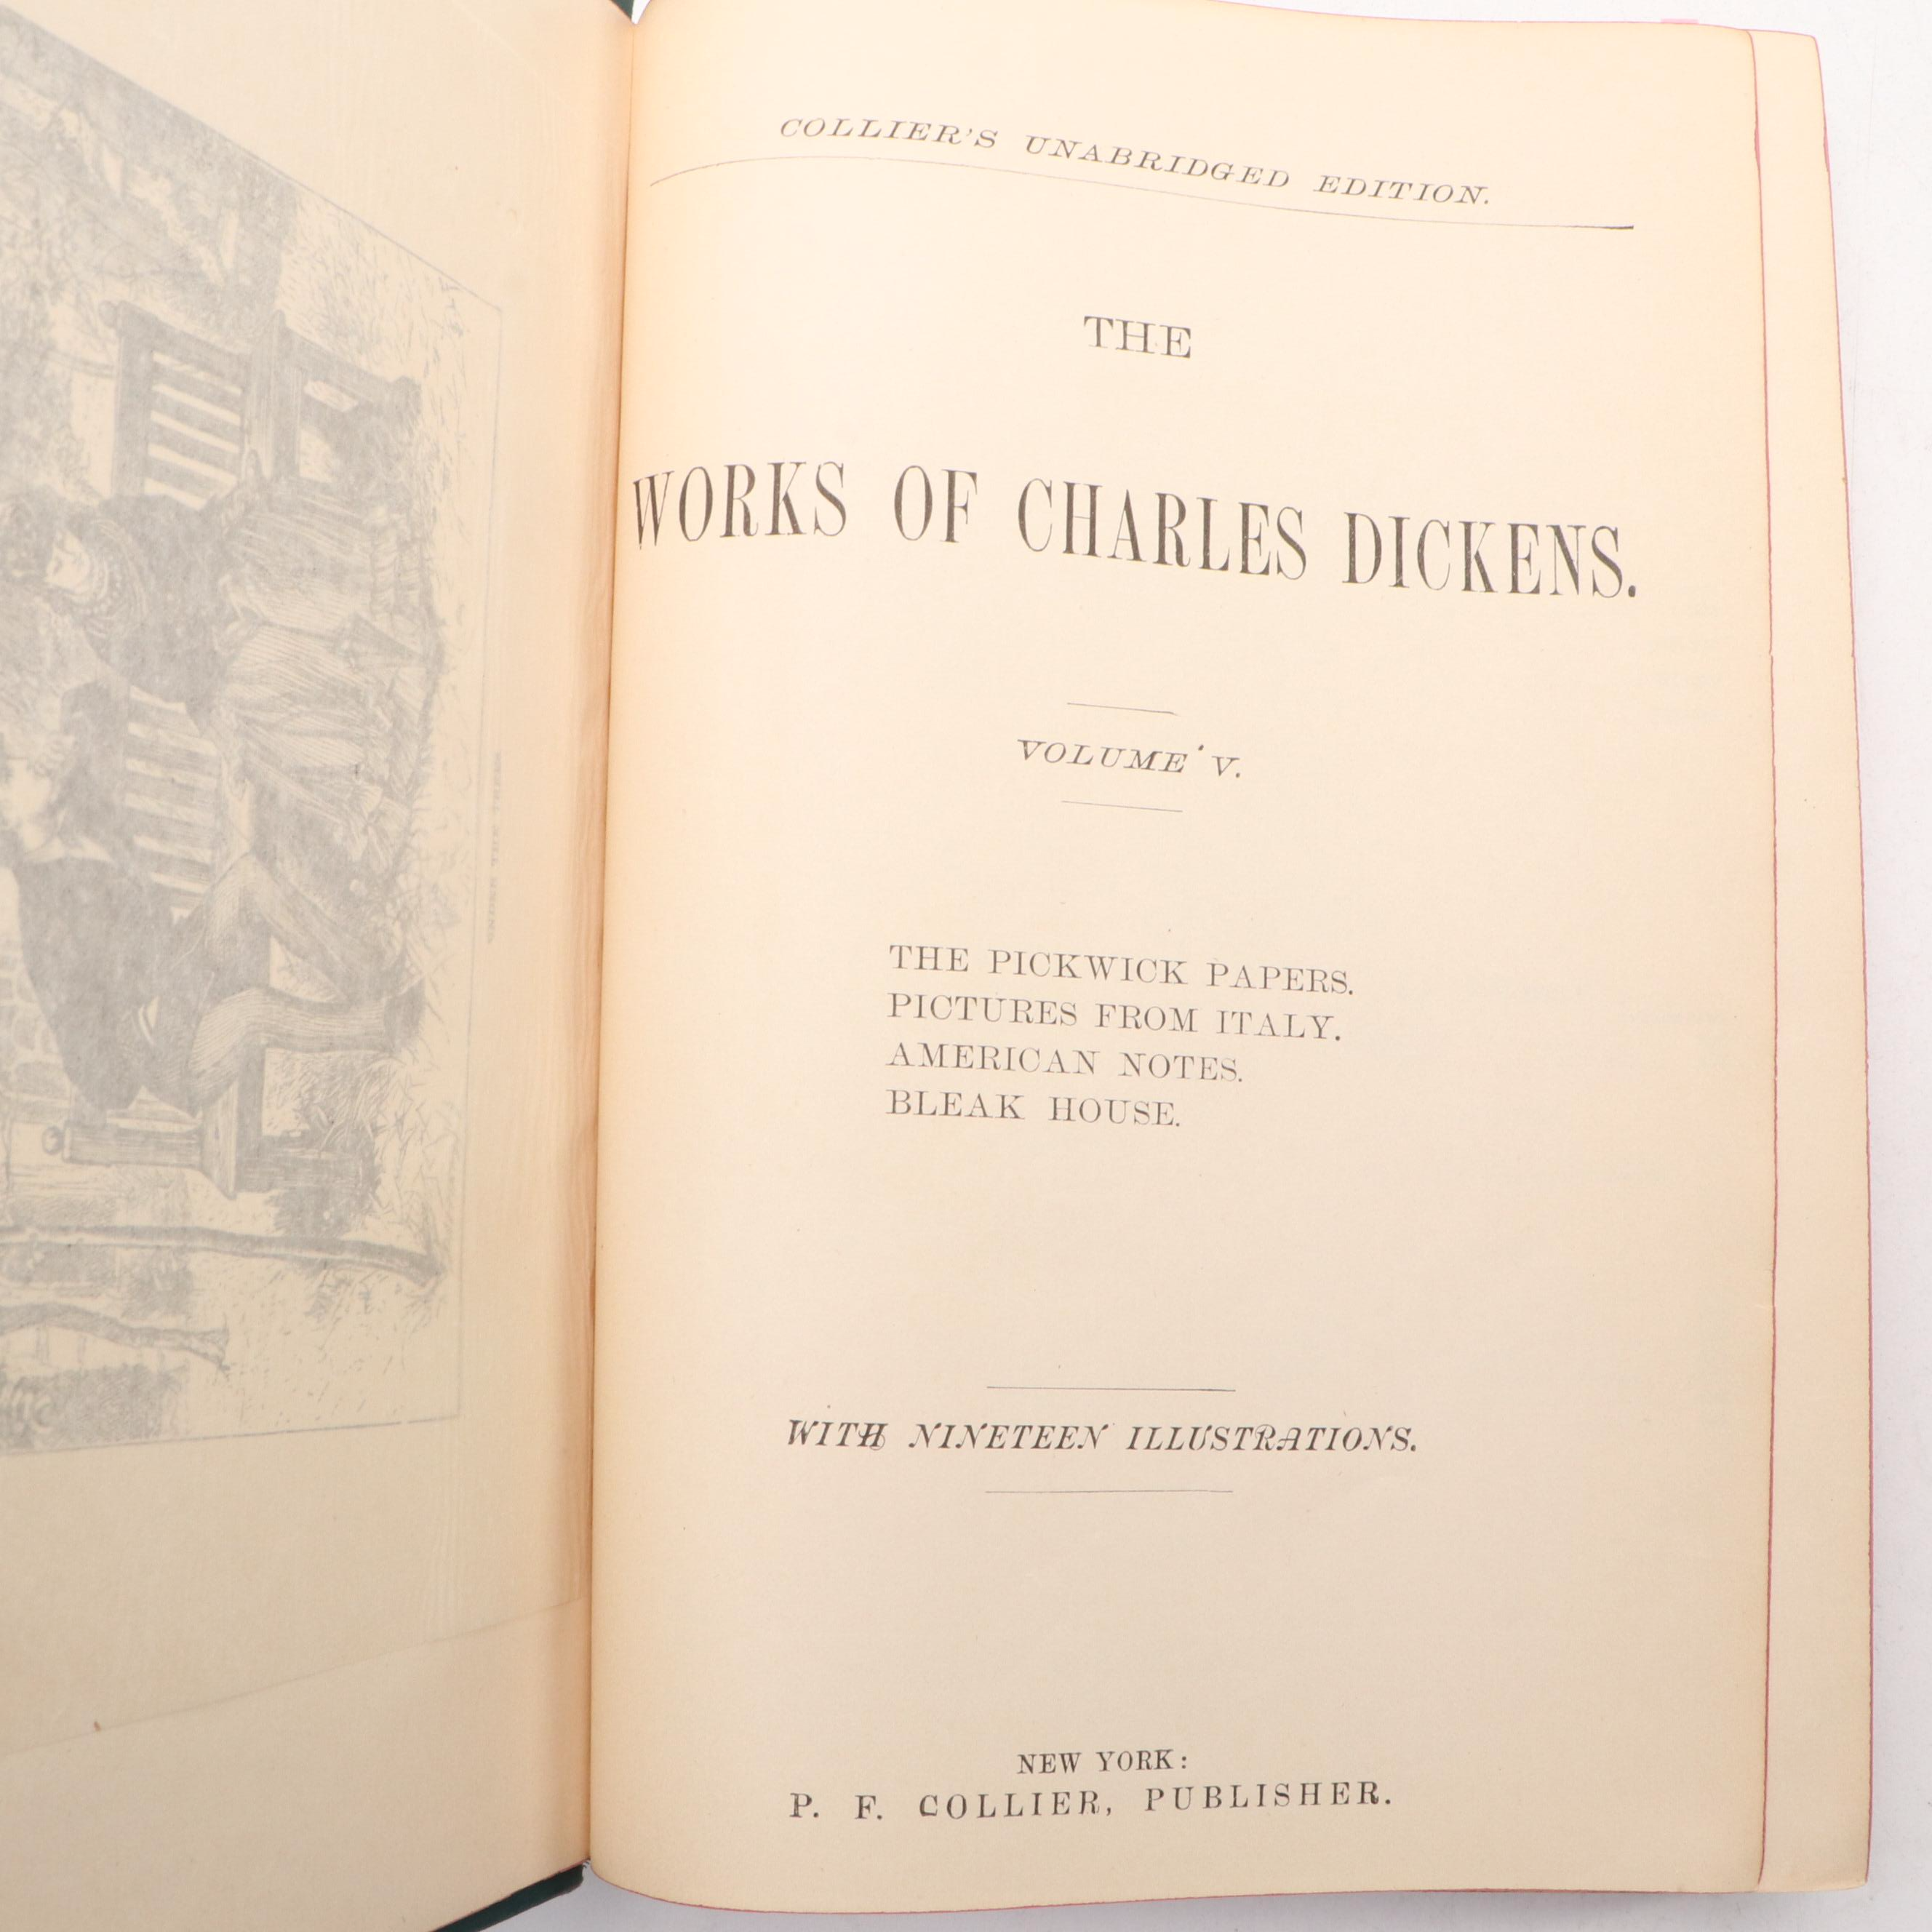 COLLIER'S UNABRIDGED EDITION.
THE
WORKS OF CHARLES DICKENS.
VOLUME V.
THE PICKWICK PAPERS.
PICTURES FROM ITALY.
AMERICAN NOTES.
BLEAK HOUSE.
WITH NINETEEN ILLUSTRATIONS.
NEW YORK:
P. F. COLLIER, PUBLISHER.